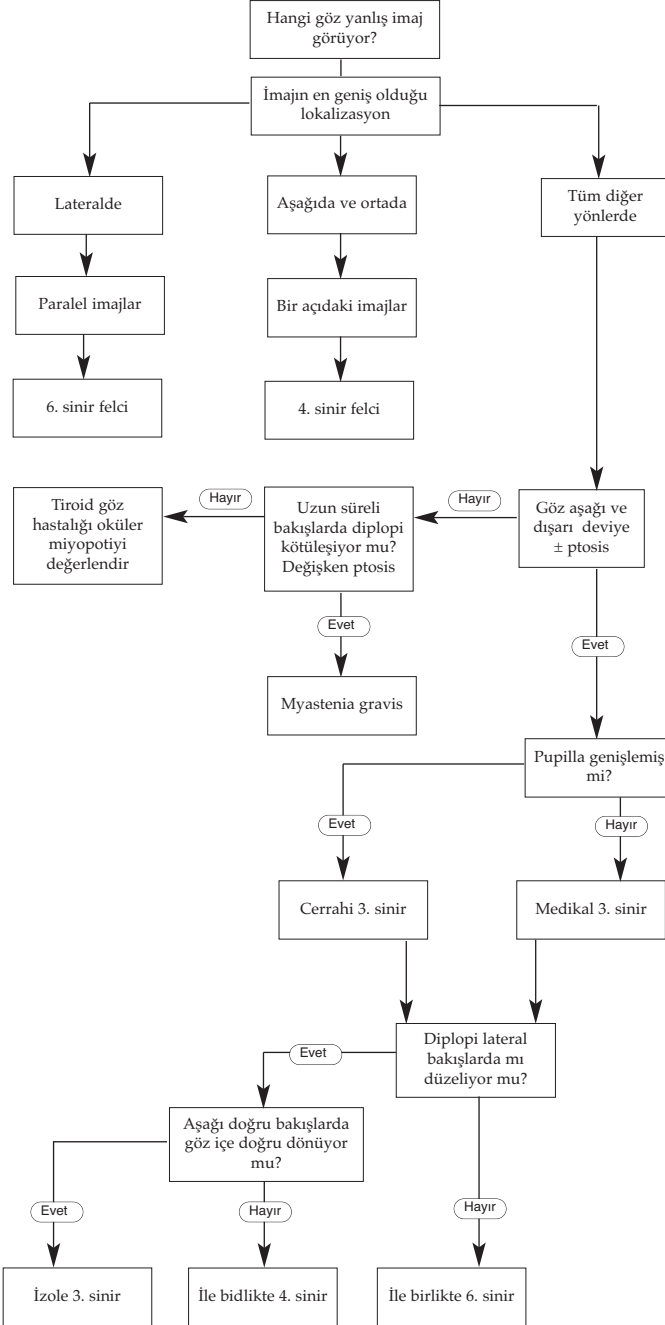 Hangi göz yanlış imaj
görüyor?
İmajın en geniş olduğu
lokalizasyon
Lateralde
Aşağıda ve ortada
Tüm diğer
yönlerde
Paralel imajlar
Bir açıdaki imajlar
6. sinir felci
4. sinir felci
Tiroid göz
hastalığı oküler
miyopotiyi
değerlendir
Hayır
Uzun süreli
bakışlarda diplopi
kötüleşiyor mu?
Değişken ptosis
Hayır
Göz aşağı ve
dışarı deviye
± ptosis
Evet
Evet
Myastenia gravis
Pupilla genişlemiş
mi?
Evet
Hayır
Cerrahi 3. sinir
Medikal 3. sinir
Diplopi lateral
bakışlarda mı
düzeliyor mu?
Evet
Aşağı doğru bakışlarda
göz içe doğru dönüyor
mu?
Evet
Hayır
Hayır
İzole 3. sinir
İle bidlikte 4. sinir
İle birlikte 6. sinir